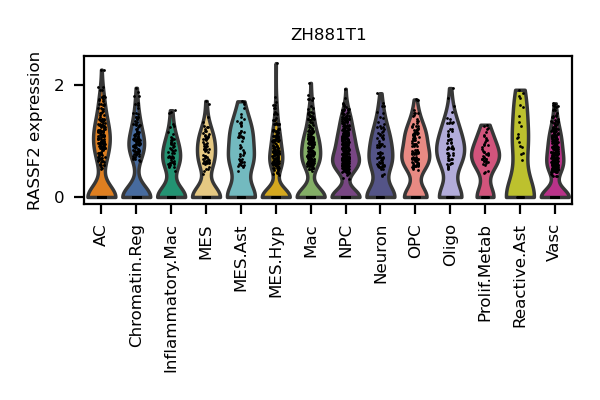 ZH881T1
RASSF2 expression
2
0
AC
Chromatin.Reg
Inflammatory.Mac
MES
MES.Ast
MES.Hyp
Mac
NPC
Neuron
OPC
Oligo
Prolif.Metab
Reactive.Ast
Vasc